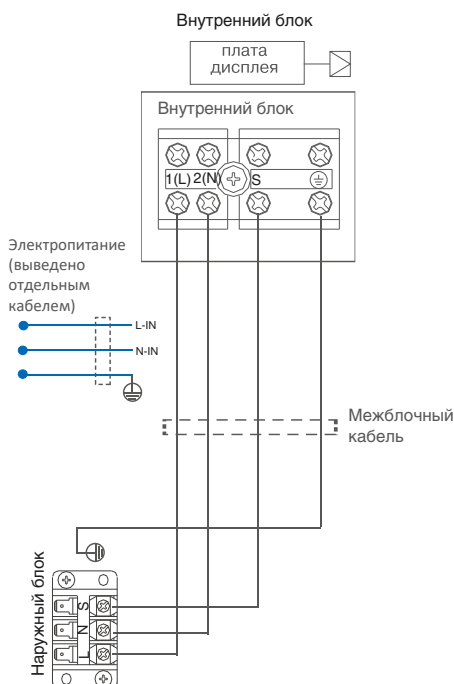 Внутренний блок
плата
дисплея
Внутренний блок
1(L) 2(N) S
Электропитание
(выведено
отдельным
кабелем)
L-IN
N-IN
Межблочный
кабель
Наружный блок
S
N
L